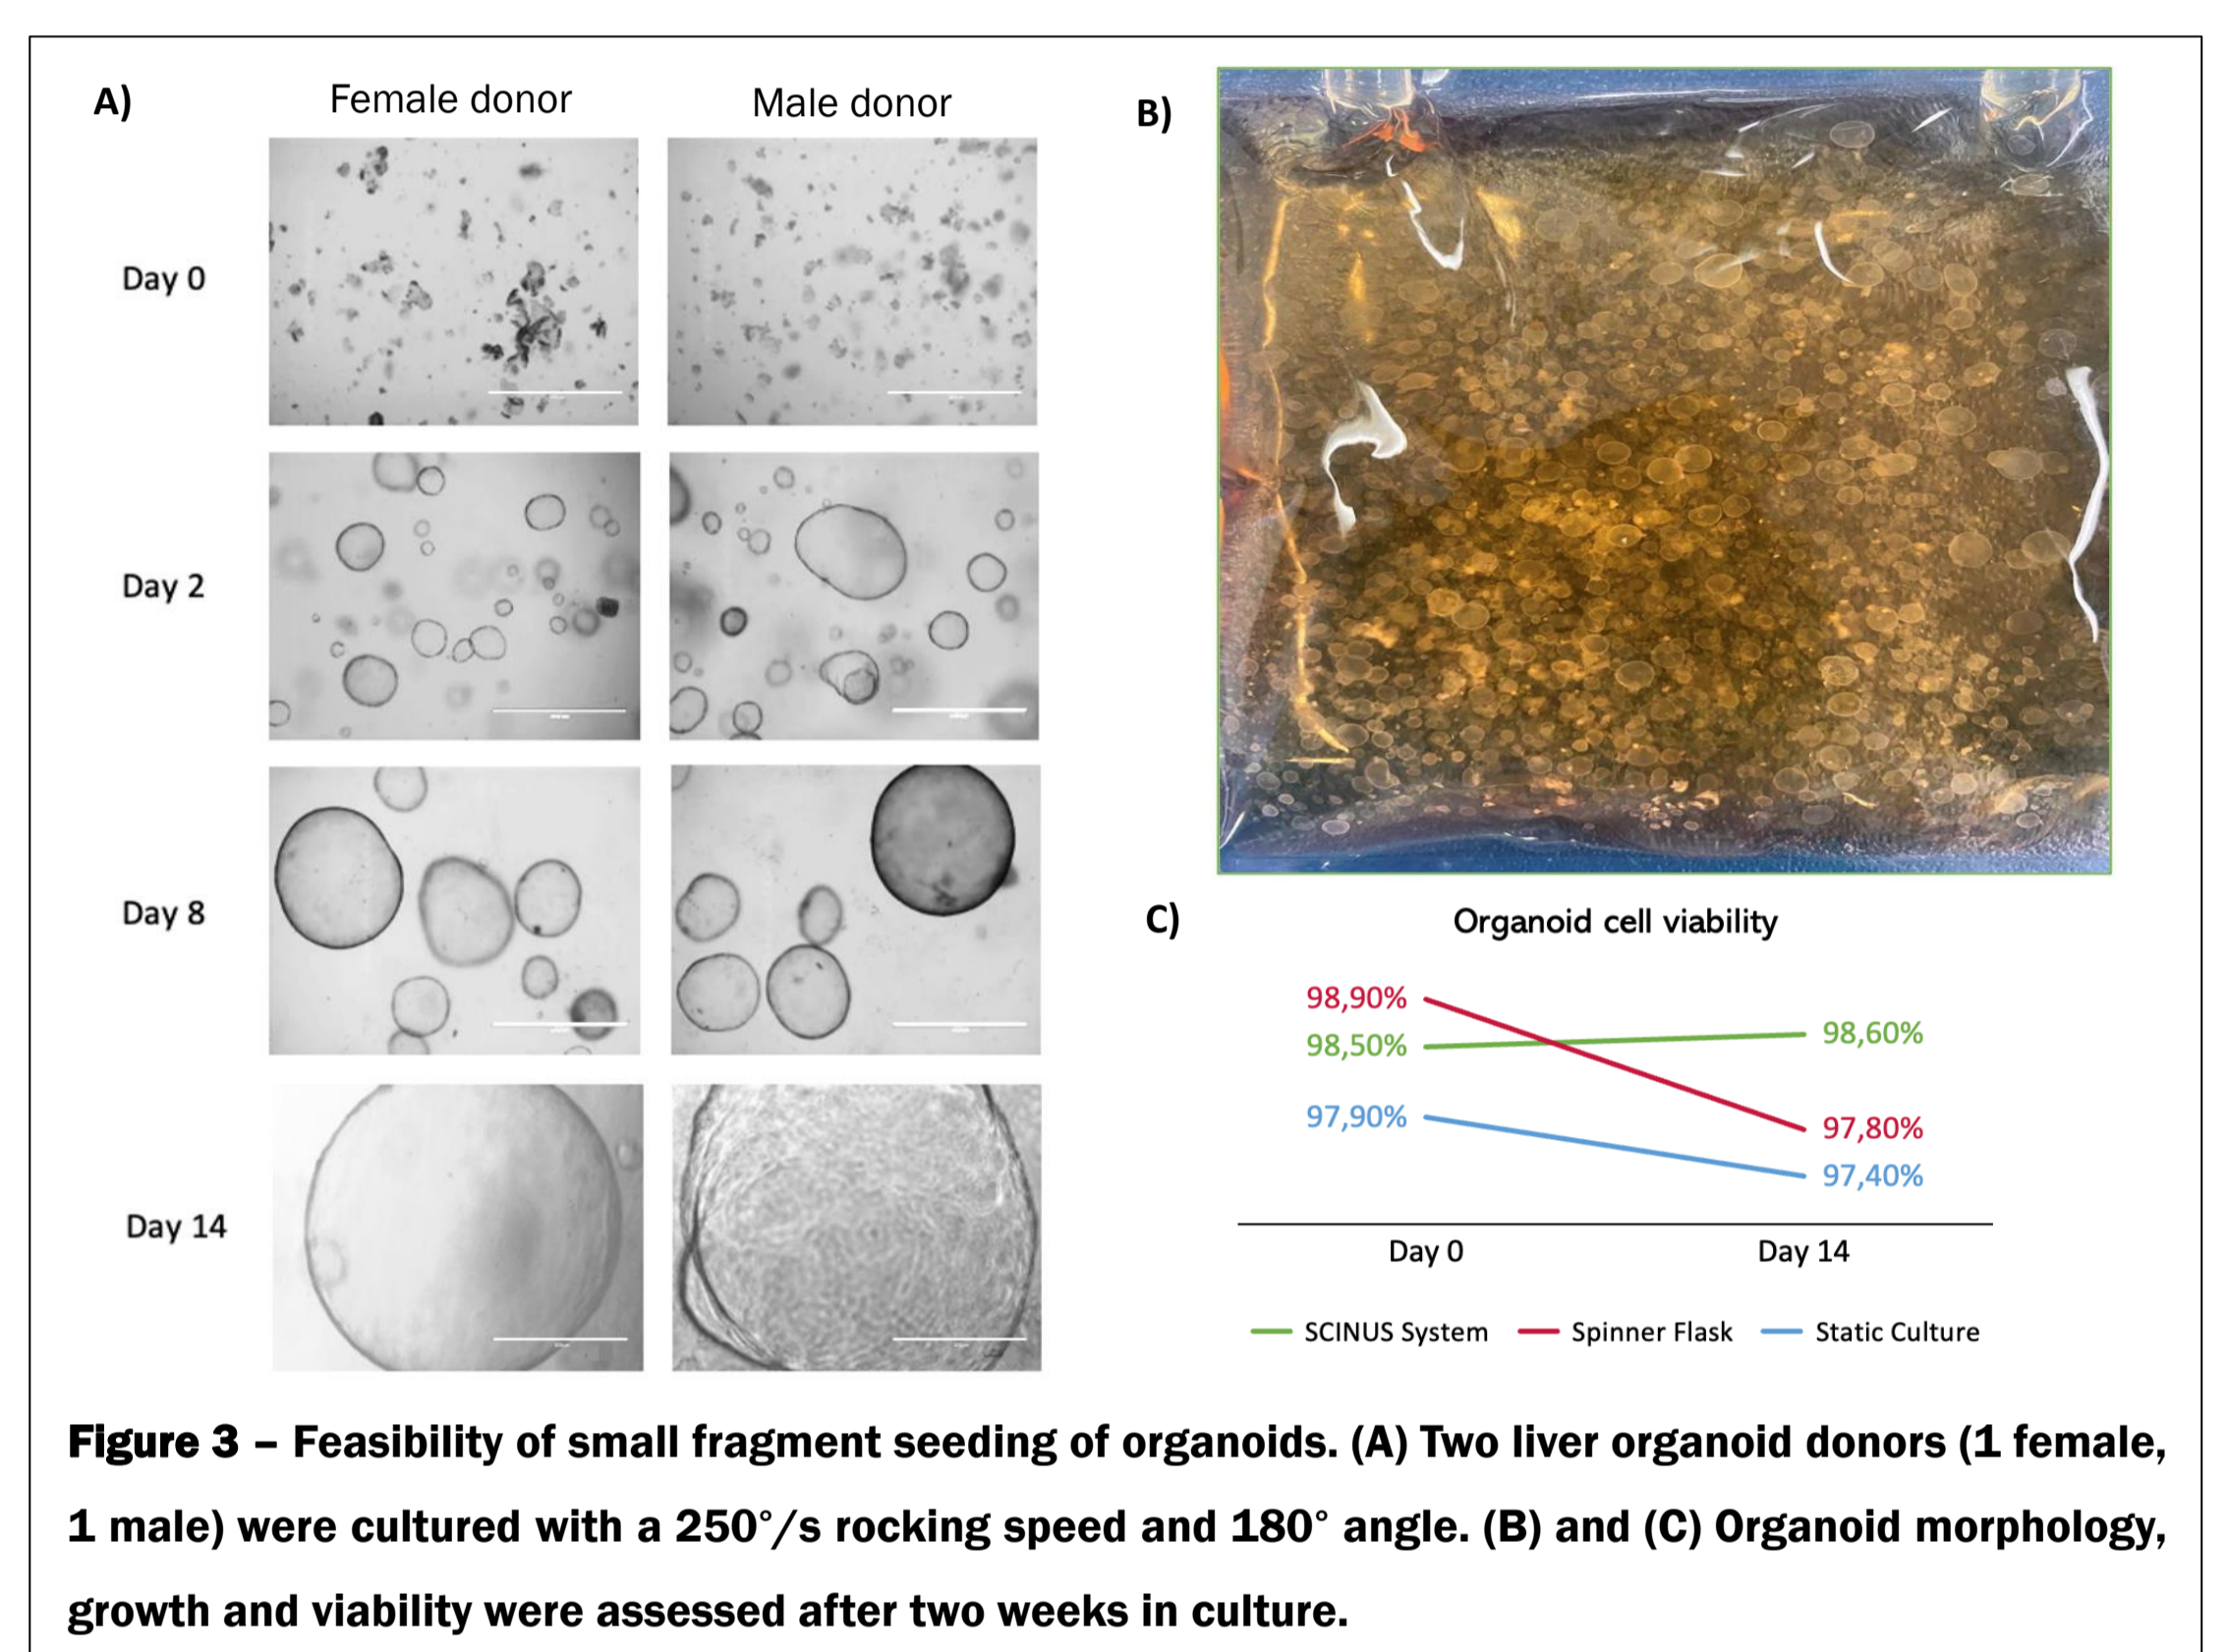 A)
Female donor
Male donor
Day 0
Day 2
Day 8
Day 14
B)
C)
Organoid cell viability
98,90%
98,50%
97,90%
98,60%
97,80%
97,40%
Day 0
Day 14
SCINUS System
Spinner Flask
Static Culture
Figure 3 – Feasibility of small fragment seeding of organoids. (A) Two liver organoid donors (1 female,
1 male) were cultured with a 250°/s rocking speed and 180° angle. (B) and (C) Organoid morphology,
growth and viability were assessed after two weeks in culture.